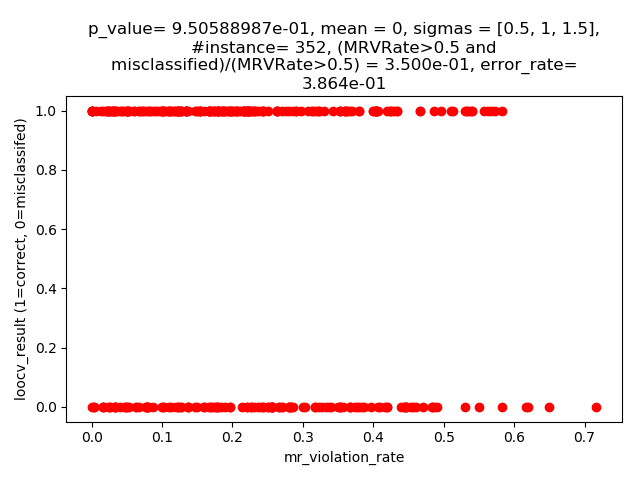 p_value= 9.50588987e-01, mean = 0, sigmas = [0.5, 1, 1.5],
#instance= 352, (MRVRate>0.5 and
misclassified)/(MRVRate>0.5) = 3.500e-01, error_rate=
3.864e-01
loocv_result (1=correct, 0=misclassifed)
1.0
0.8
0.6
0.4
0.2
0.0
0.0 0.1 0.2 0.3 0.4 0.5 0.6 0.7
mr_violation_rate